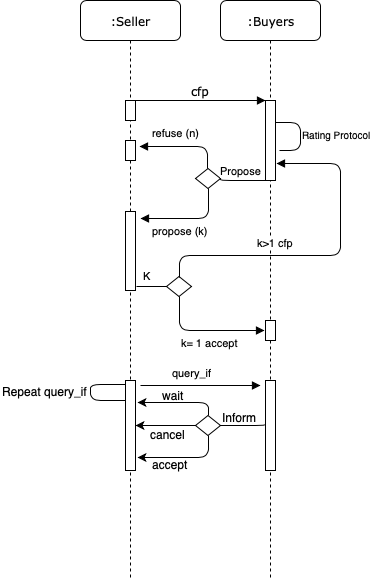 :Seller
:Buyers
cfp
refuse (n)
Rating Protocol
Propose
propose (k)
k>1 cfp
K
k= 1 accept
query_if
Repeat query_if
wait
Inform
cancel
accept